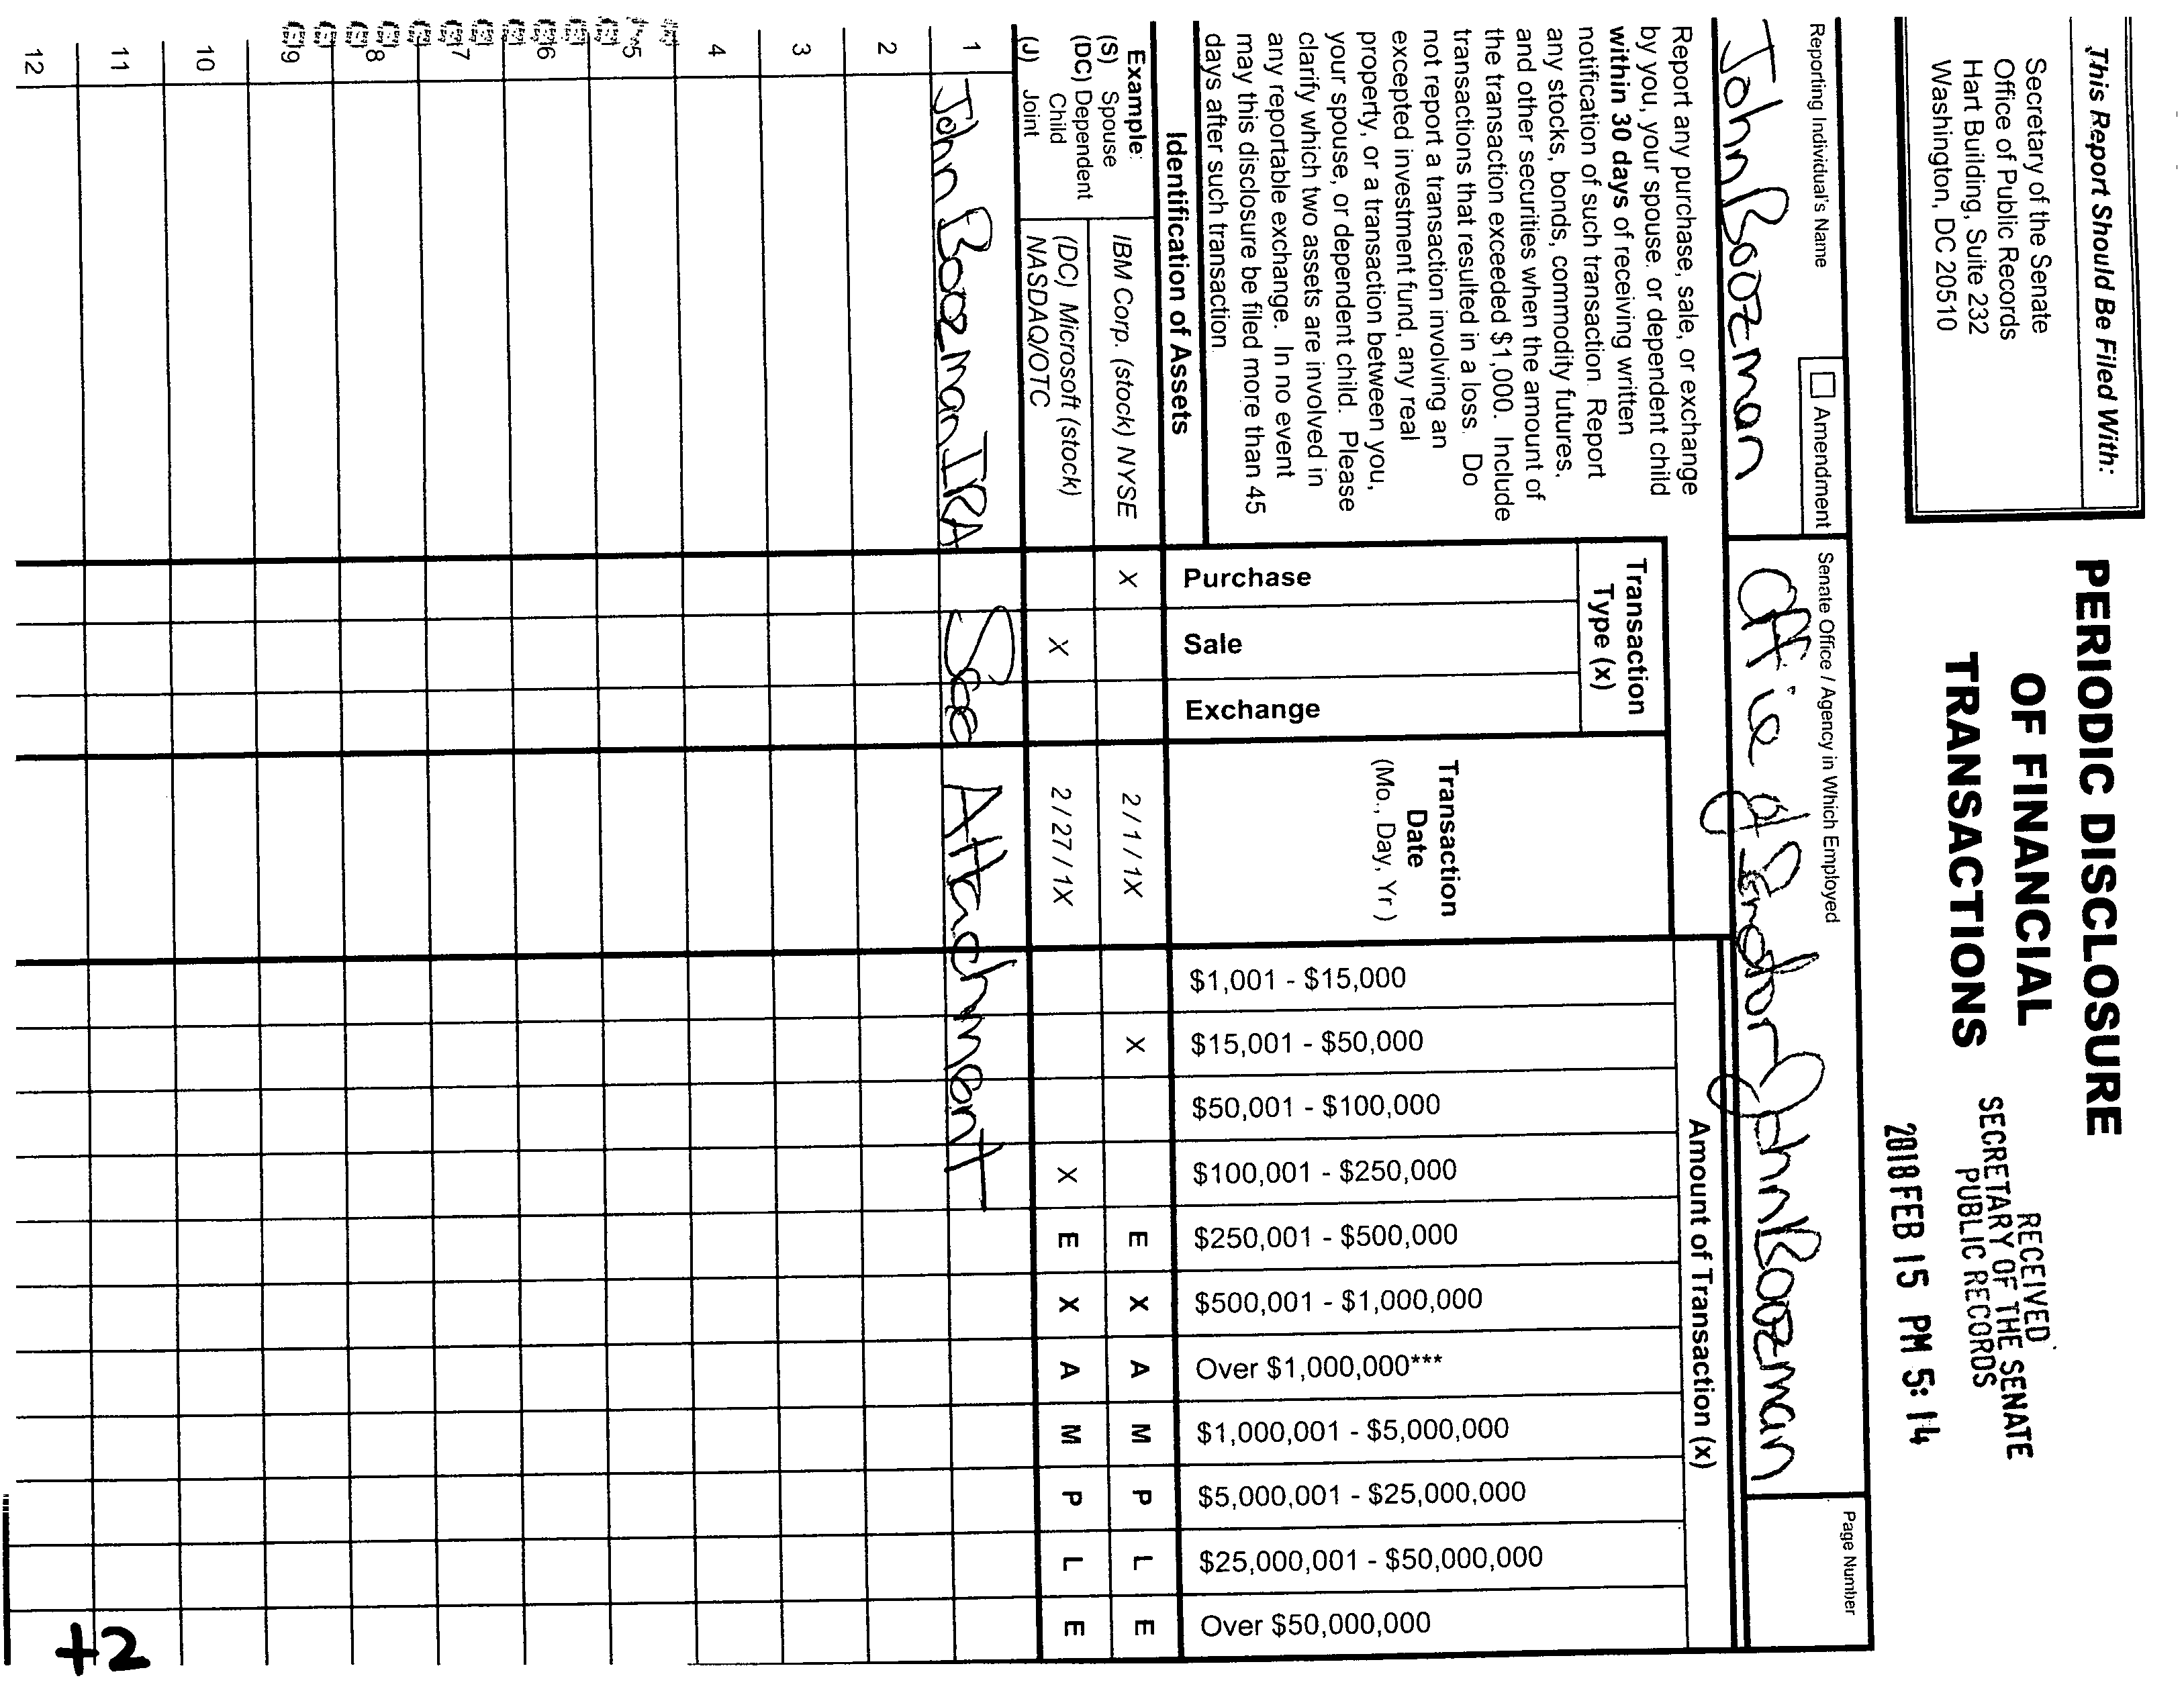 This Report Should Be Filed With:
Secretary of the Senate
Office of Public Records
Hart Building, Suite 232
Washington, DC 20510
PERIODIC DISCLOSURE
OF FINANCIAL
TRANSACTIONS
RECEIVED
SECRETARY OF THE SENATE
PUBLIC RECORDS
2018 FEB 15 PM 5:14
Reporting Individual's Name
Amendment
Senate Office / Agency in Which Employed
Page Number
John Boozman
Office of Senator John Boozman
Report any purchase, sale, or exchange
by you, your spouse, or dependent child
within 30 days of receiving written
notification of such transaction. Report
any stocks, bonds, commodity futures,
and other securities when the amount of
the transaction exceeded $1,000. Include
transactions that resulted in a loss. Do
not report a transaction involving an
excepted investment fund, any real
property, or a transaction between you,
your spouse, or dependent child. Please
clarify which two assets are involved in
any reportable exchange. In no event
may this disclosure be filed more than 45
days after such transaction.
Transaction
Type (x)
Transaction
Date
(Mo., Day, Yr.)
Amount of Transaction (x)
Identification of Assets
Purchase
Sale
Exchange
$1,001 - $15,000
$15,001 - $50,000
$50,001 - $100,000
$100,001 - $250,000
$250,001 - $500,000
$500,001 - $1,000,000
Over $1,000,000***
$1,000,001 - $5,000,000
$5,000,001 - $25,000,000
$25,000,001 - $50,000,000
Over $50,000,000
Example:
(S) Spouse
(DC) Dependent
Child
(J) Joint
IBM Corp. (stock) NYSE X 2/1/1X X E X A M P L E
(DC) Microsoft (stock)
NASDAQ/OTC X 2/27/1X X E X A M P L E
1 John Boozman IRA See Attachment
2
3
4
5
6
7
8
9
10
11
12
+2